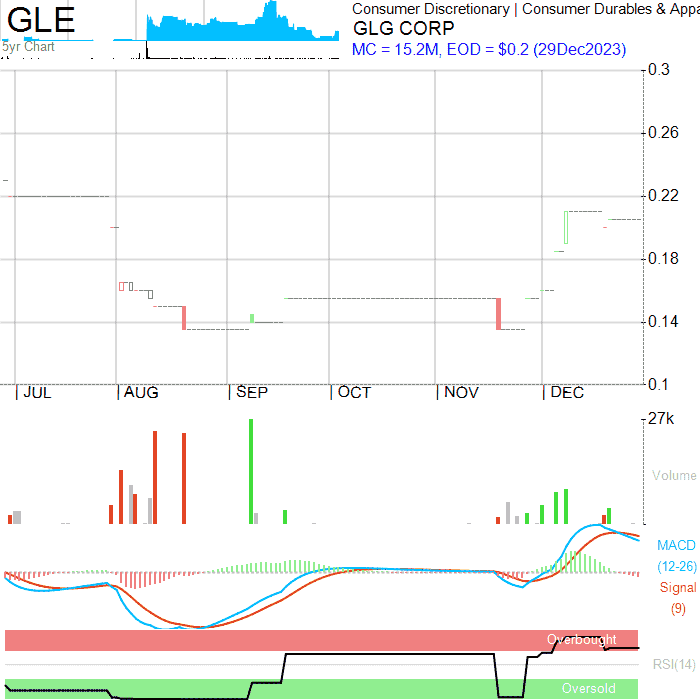 GLE
5yr Chart
Consumer Discretionary | Consumer Durables & Appa
GLG CORP
MC = 15.2M, EOD = $0.2 (29Dec2023)
0.3
0.26
0.22
0.18
0.14
0.1
| JUL | AUG | SEP | OCT | NOV | DEC
27k
Volume
MACD
(12-26)
Signal
(9)
Overbought
RSI(14)
Oversold